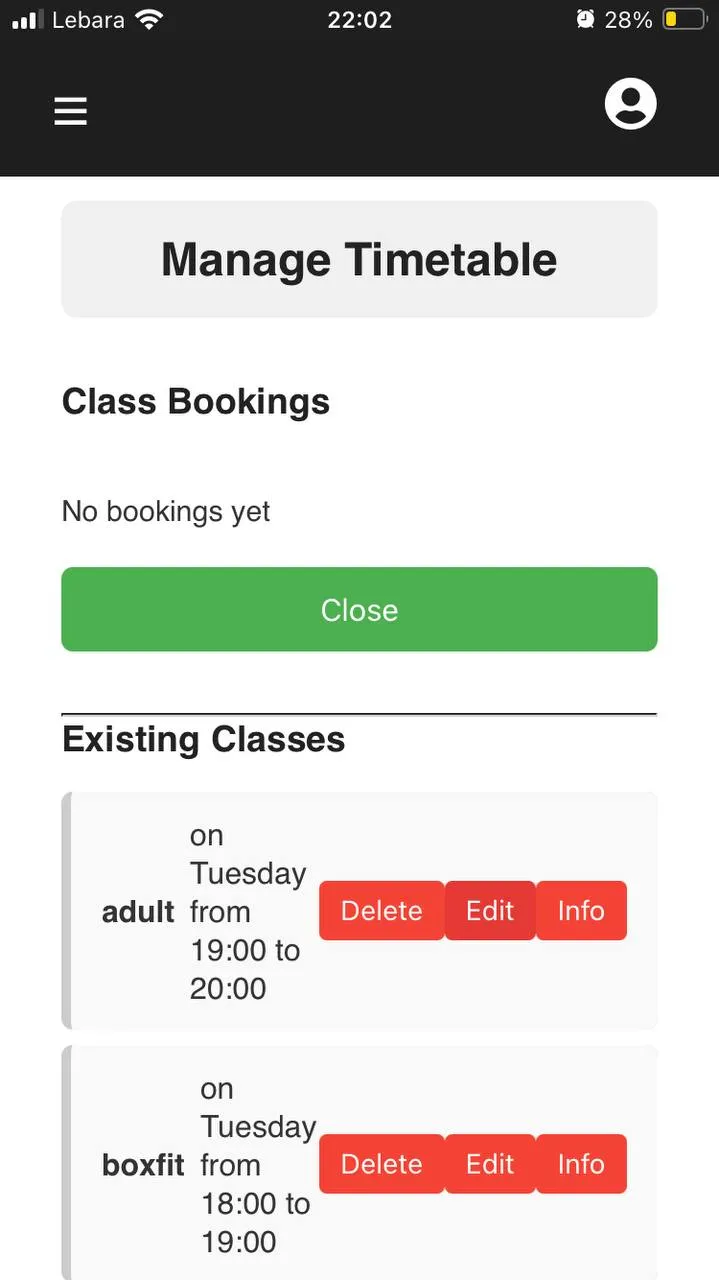 Lebara 22:02 28%
Manage Timetable
Class Bookings
No bookings yet
Close
Existing Classes
adult
on
Tuesday
from
19:00 to
20:00
Delete Edit Info
boxfit
on
Tuesday
from
18:00 to
19:00
Delete Edit Info